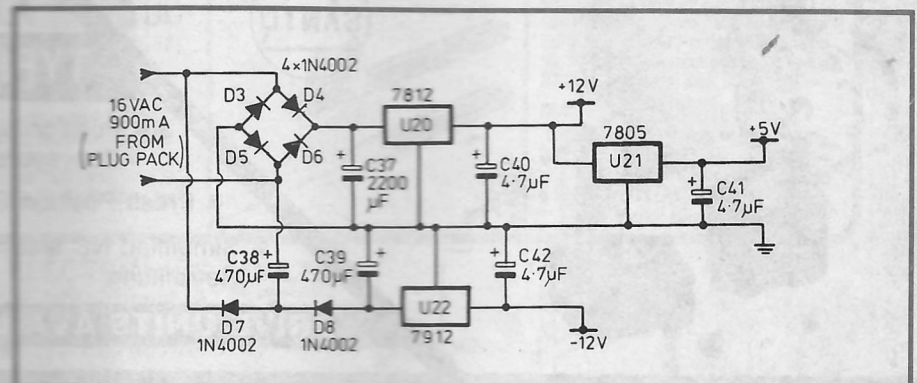 4×1N4002
D3
D4
D5
D6
16VAC
900mA
FROM
(PLUG PACK)
7812
U20
+
C37
2200
µF
+
C40
4·7µF
+12V
7805
U21
+5V
+
C41
4·7µF
C38
470µF
+
C39
470µF
+
+
C42
4·7µF
U22
7912
-12V
D7
1N4002
D8
1N4002